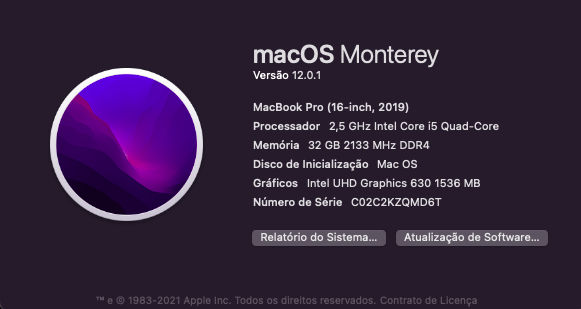 macOS Monterey
Versão 12.0.1
MacBook Pro (16-inch, 2019)
Processador 2,5 GHz Intel Core i5 Quad-Core
Memória 32 GB 2133 MHz DDR4
Disco de Inicialização Mac OS
Gráficos Intel UHD Graphics 630 1536 MB
Número de Série C02C2KZQMD6T
Relatório do Sistema... Atualização de Software...
™ e © 1983-2021 Apple Inc. Todos os direitos reservados. Contrato de Licença